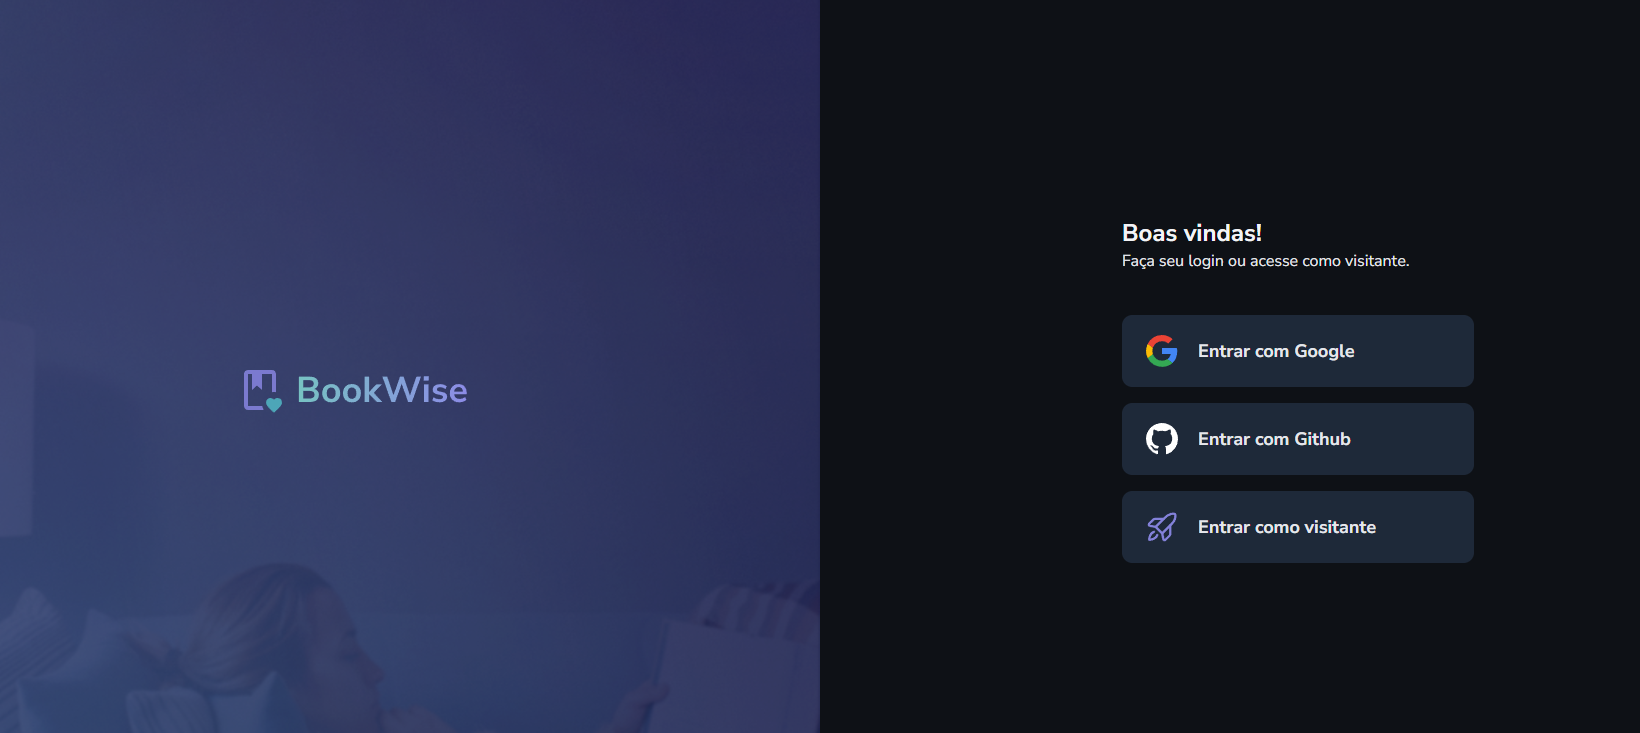 BookWise
Boas vindas!
Faça seu login ou acesse como visitante.
Entrar com Google
Entrar com Github
Entrar como visitante